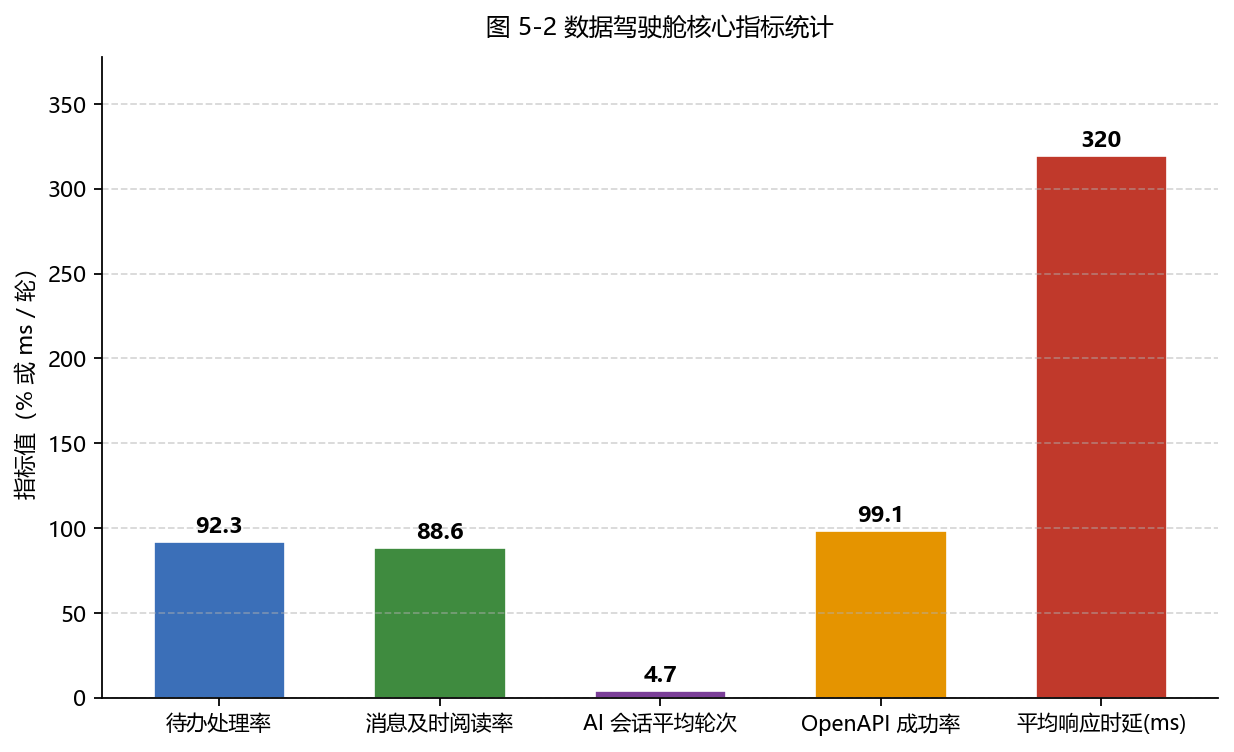 图 5-2 数据驾驶舱核心指标统计
指标值（% 或 ms / 轮）
350
300
250
200
150
100
50
0
92.3
88.6
4.7
99.1
320
待办处理率
消息及时阅读率
AI 会话平均轮次
OpenAPI 成功率
平均响应时延(ms)